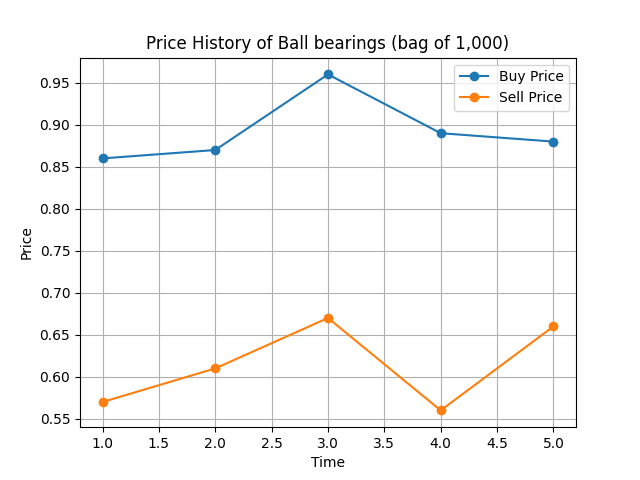 Price History of Ball bearings (bag of 1,000)
Buy Price
Sell Price
0.95
0.90
0.85
0.80
0.75
0.70
0.65
0.60
0.55
Price
1.0 1.5 2.0 2.5 3.0 3.5 4.0 4.5 5.0
Time